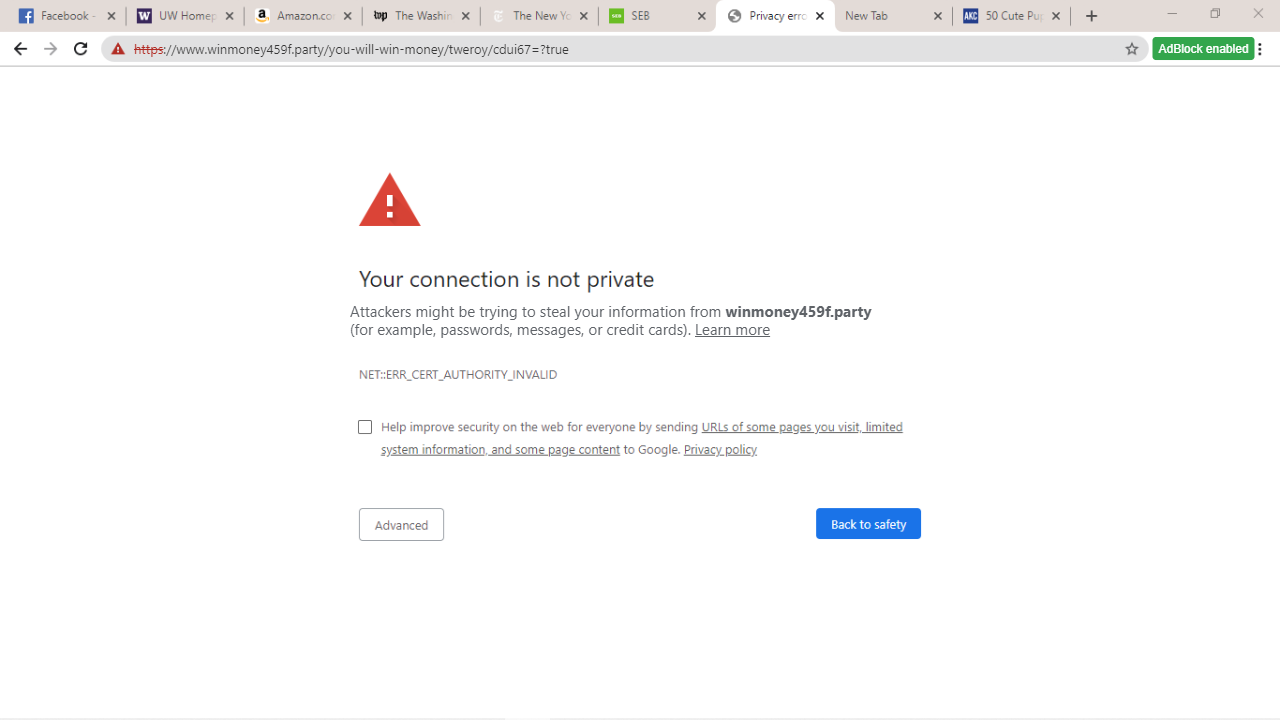 Facebook -
UW Homep
Amazon.co
The Washin
The New Yo
SEB
Privacy erro
New Tab
AKC
50 Cute Pup
https://www.winmoney459f.party/you-will-win-money/tweroy/cdui67=?true
AdBlock enabled
Your connection is not private
Attackers might be trying to steal your information from winmoney459f.party
(for example, passwords, messages, or credit cards). Learn more
NET::ERR_CERT_AUTHORITY_INVALID
Help improve security on the web for everyone by sending URLs of some pages you visit, limited
system information, and some page content to Google. Privacy policy
Advanced
Back to safety